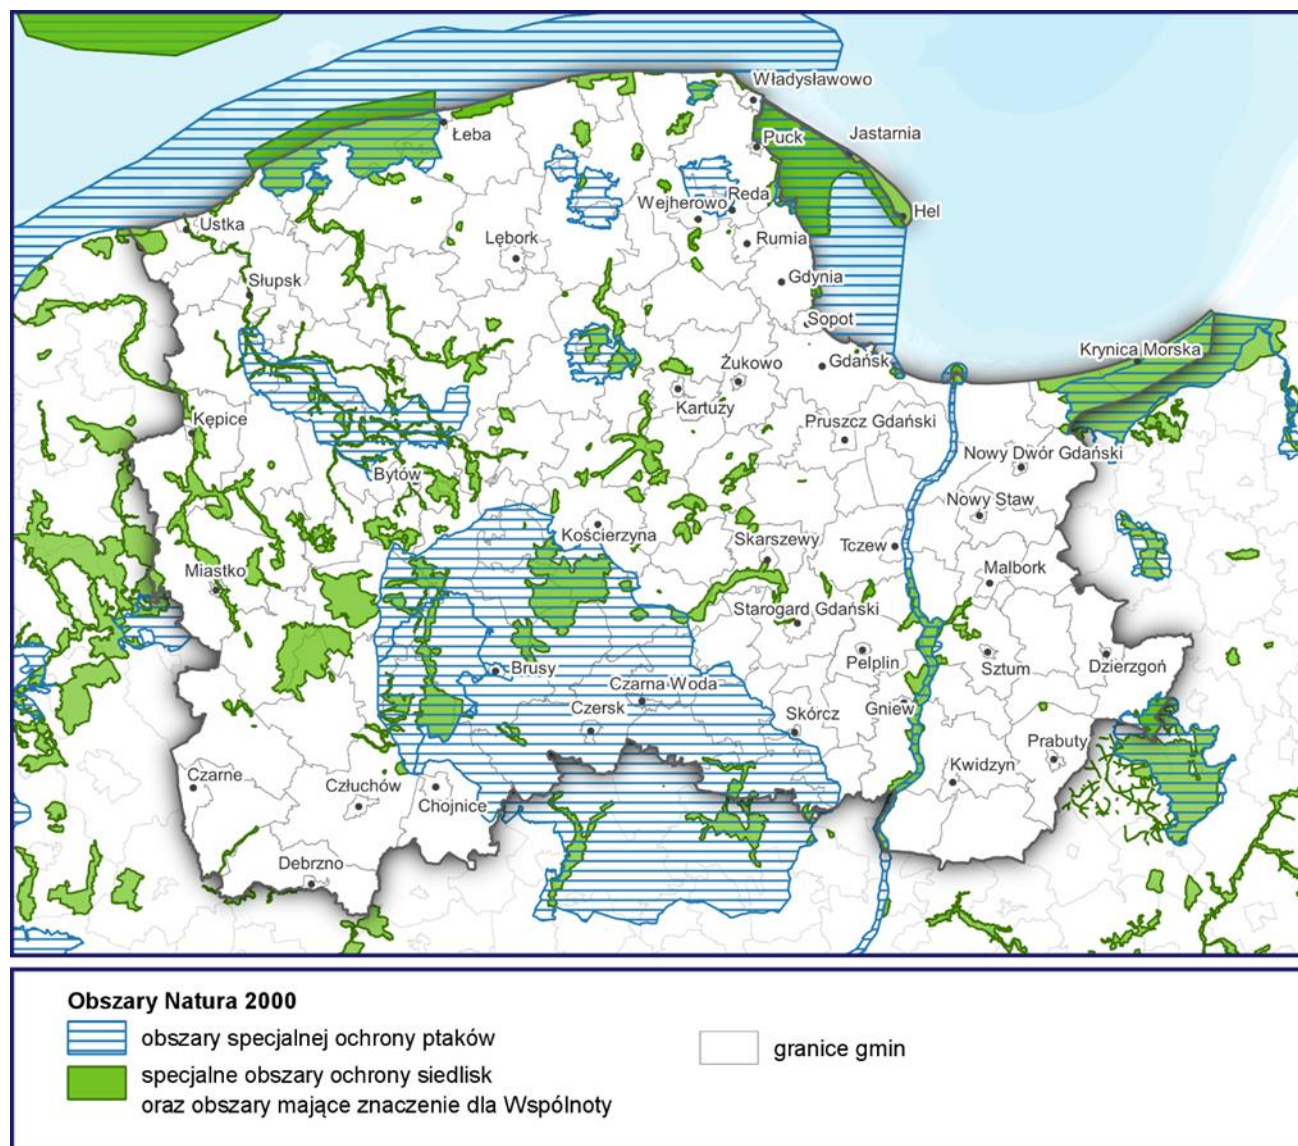 Władysławowo
Łeba
Puck
Jastarnia
Hel
Ustka
Wejherowo
Reda
Lębork
Rumia
Słupsk
Gdynia
Sopot
Krynica Morska
Żukowo
Gdańsk
Kartuzy
Kępice
Pruszcz Gdański
Nowy Dwór Gdański
Bytów
Nowy Staw
Kościerzyna
Skarszewy
Tczew
Miastko
Malbork
Starogard Gdański
Brusy
Pelplin
Sztum
Dzierzgoń
Czarna Woda
Czersk
Skórcz
Gniew
Prabuty
Czarne
Człuchów
Chojnice
Kwidzyn
Debrzno
Obszary Natura 2000
obszary specjalnej ochrony ptaków
granice gmin
specjalne obszary ochrony siedlisk
oraz obszary mające znaczenie dla Wspólnoty